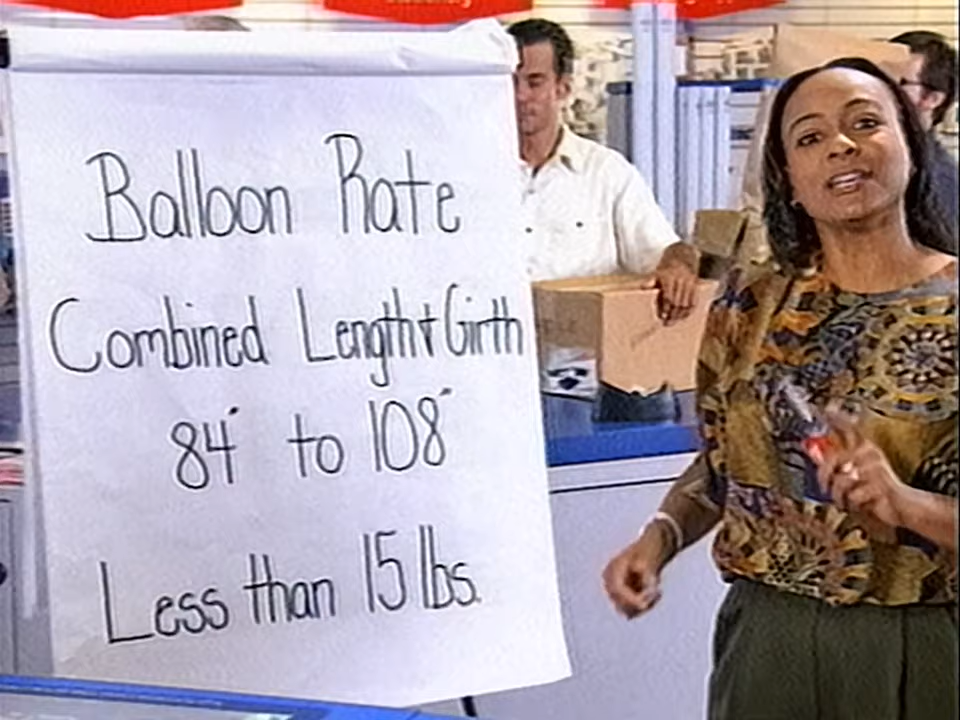 Balloon Rate
Combined Length & Girth
84" to 108"
Less than 15 lbs.